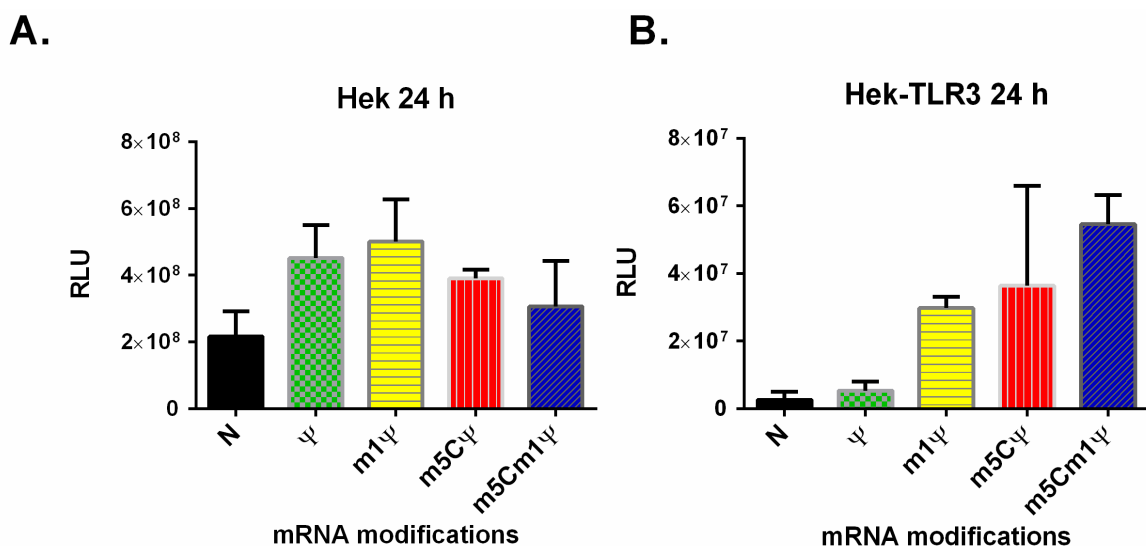 A.
Hek 24 h
8×10⁸
6×10⁸
4×10⁸
2×10⁸
0
RLU
N
Ψ
m1Ψ
m5CΨ
m5Cm1Ψ
mRNA modifications
B.
Hek-TLR3 24 h
8×10⁷
6×10⁷
4×10⁷
2×10⁷
0
RLU
N
Ψ
m1Ψ
m5CΨ
m5Cm1Ψ
mRNA modifications